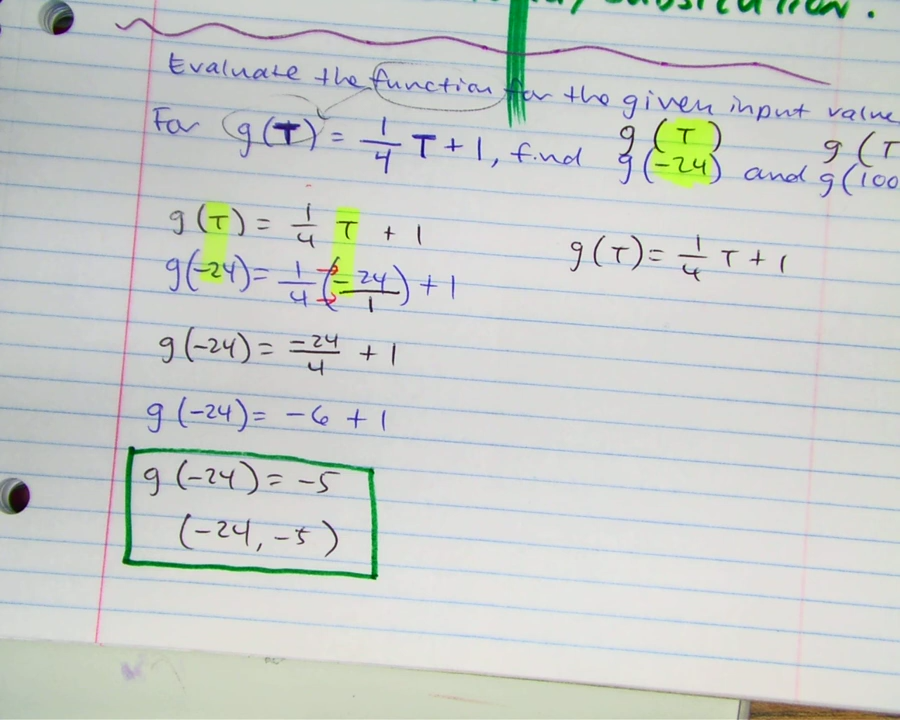 substitution.
Evaluate the function for the given input value
For g(T) = 1/4 T + 1, find g(-24) and g(100
g(T) g(T
g(T) = 1/4 T + 1
g(-24) = 1/4 (-24/1) + 1
g(-24) = -24/4 + 1
g(-24) = -6 + 1
g(-24) = -5
(-24, -5)
g(T) = 1/4 T + 1